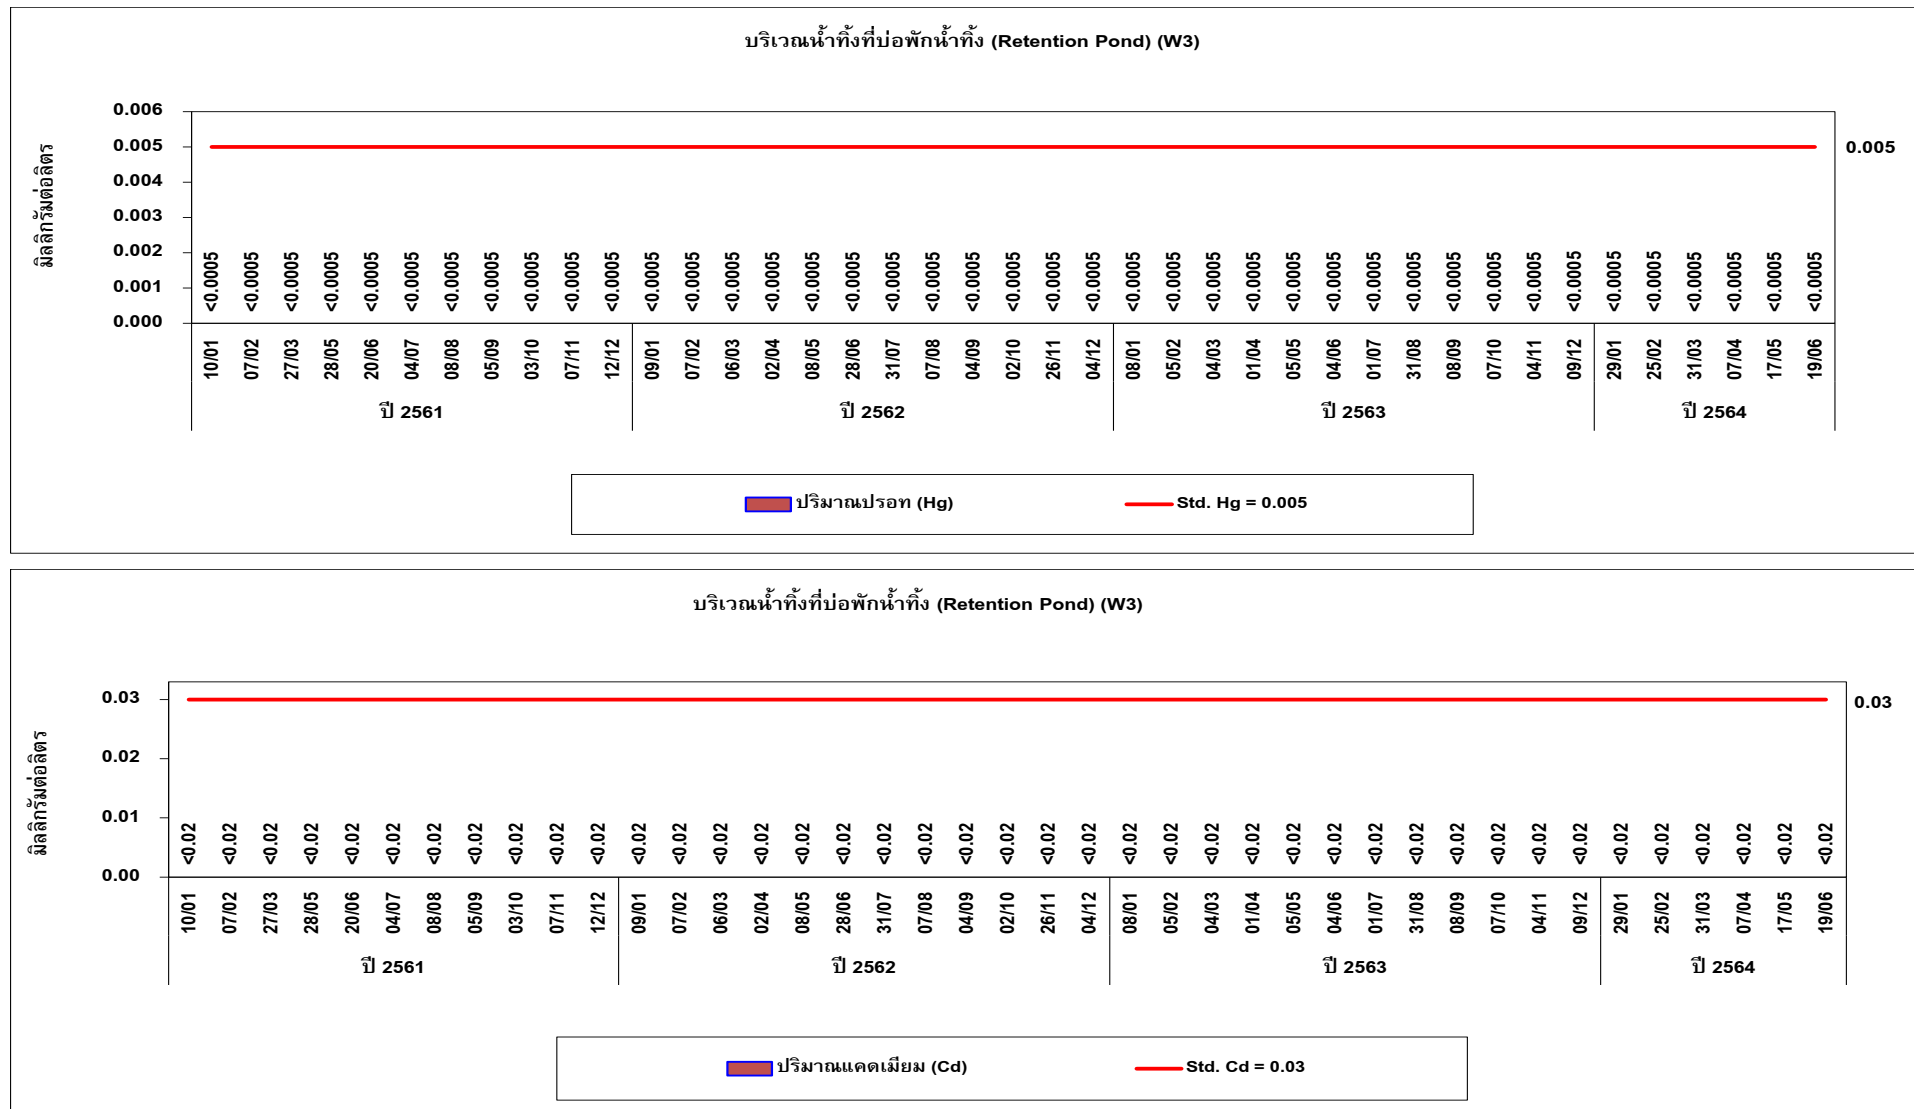 บริเวณน้ำทิ้งที่บ่อพักน้ำทิ้ง (Retention Pond) (W3)
มิลลิกรัมต่อลิตร
0.006
0.005
0.004
0.003
0.002
0.001
0.000
0.005
<0.0005 <0.0005 <0.0005 <0.0005 <0.0005 <0.0005 <0.0005 <0.0005 <0.0005 <0.0005 <0.0005 <0.0005 <0.0005 <0.0005 <0.0005 <0.0005 <0.0005 <0.0005 <0.0005 <0.0005 <0.0005 <0.0005 <0.0005 <0.0005 <0.0005 <0.0005 <0.0005 <0.0005 <0.0005 <0.0005 <0.0005 <0.0005 <0.0005 <0.0005 <0.0005 <0.0005 <0.0005 <0.0005 <0.0005 <0.0005 <0.0005
10/01 07/02 27/03 28/05 20/06 04/07 08/08 05/09 03/10 07/11 12/12 09/01 07/02 06/03 02/04 08/05 28/06 31/07 07/08 04/09 02/10 26/11 04/12 08/01 05/02 04/03 01/04 05/05 04/06 01/07 31/08 08/09 07/10 04/11 09/12 29/01 25/02 31/03 07/04 17/05 19/06
ปี 2561 ปี 2562 ปี 2563 ปี 2564
ปริมาณปรอท (Hg) Std. Hg = 0.005
บริเวณน้ำทิ้งที่บ่อพักน้ำทิ้ง (Retention Pond) (W3)
มิลลิกรัมต่อลิตร
0.03
0.02
0.01
0.00
0.03
<0.02 <0.02 <0.02 <0.02 <0.02 <0.02 <0.02 <0.02 <0.02 <0.02 <0.02 <0.02 <0.02 <0.02 <0.02 <0.02 <0.02 <0.02 <0.02 <0.02 <0.02 <0.02 <0.02 <0.02 <0.02 <0.02 <0.02 <0.02 <0.02 <0.02 <0.02 <0.02 <0.02 <0.02 <0.02 <0.02 <0.02 <0.02 <0.02 <0.02 <0.02
10/01 07/02 27/03 28/05 20/06 04/07 08/08 05/09 03/10 07/11 12/12 09/01 07/02 06/03 02/04 08/05 28/06 31/07 07/08 04/09 02/10 26/11 04/12 08/01 05/02 04/03 01/04 05/05 04/06 01/07 31/08 08/09 07/10 04/11 09/12 29/01 25/02 31/03 07/04 17/05 19/06
ปี 2561 ปี 2562 ปี 2563 ปี 2564
ปริมาณแคดเมียม (Cd) Std. Cd = 0.03